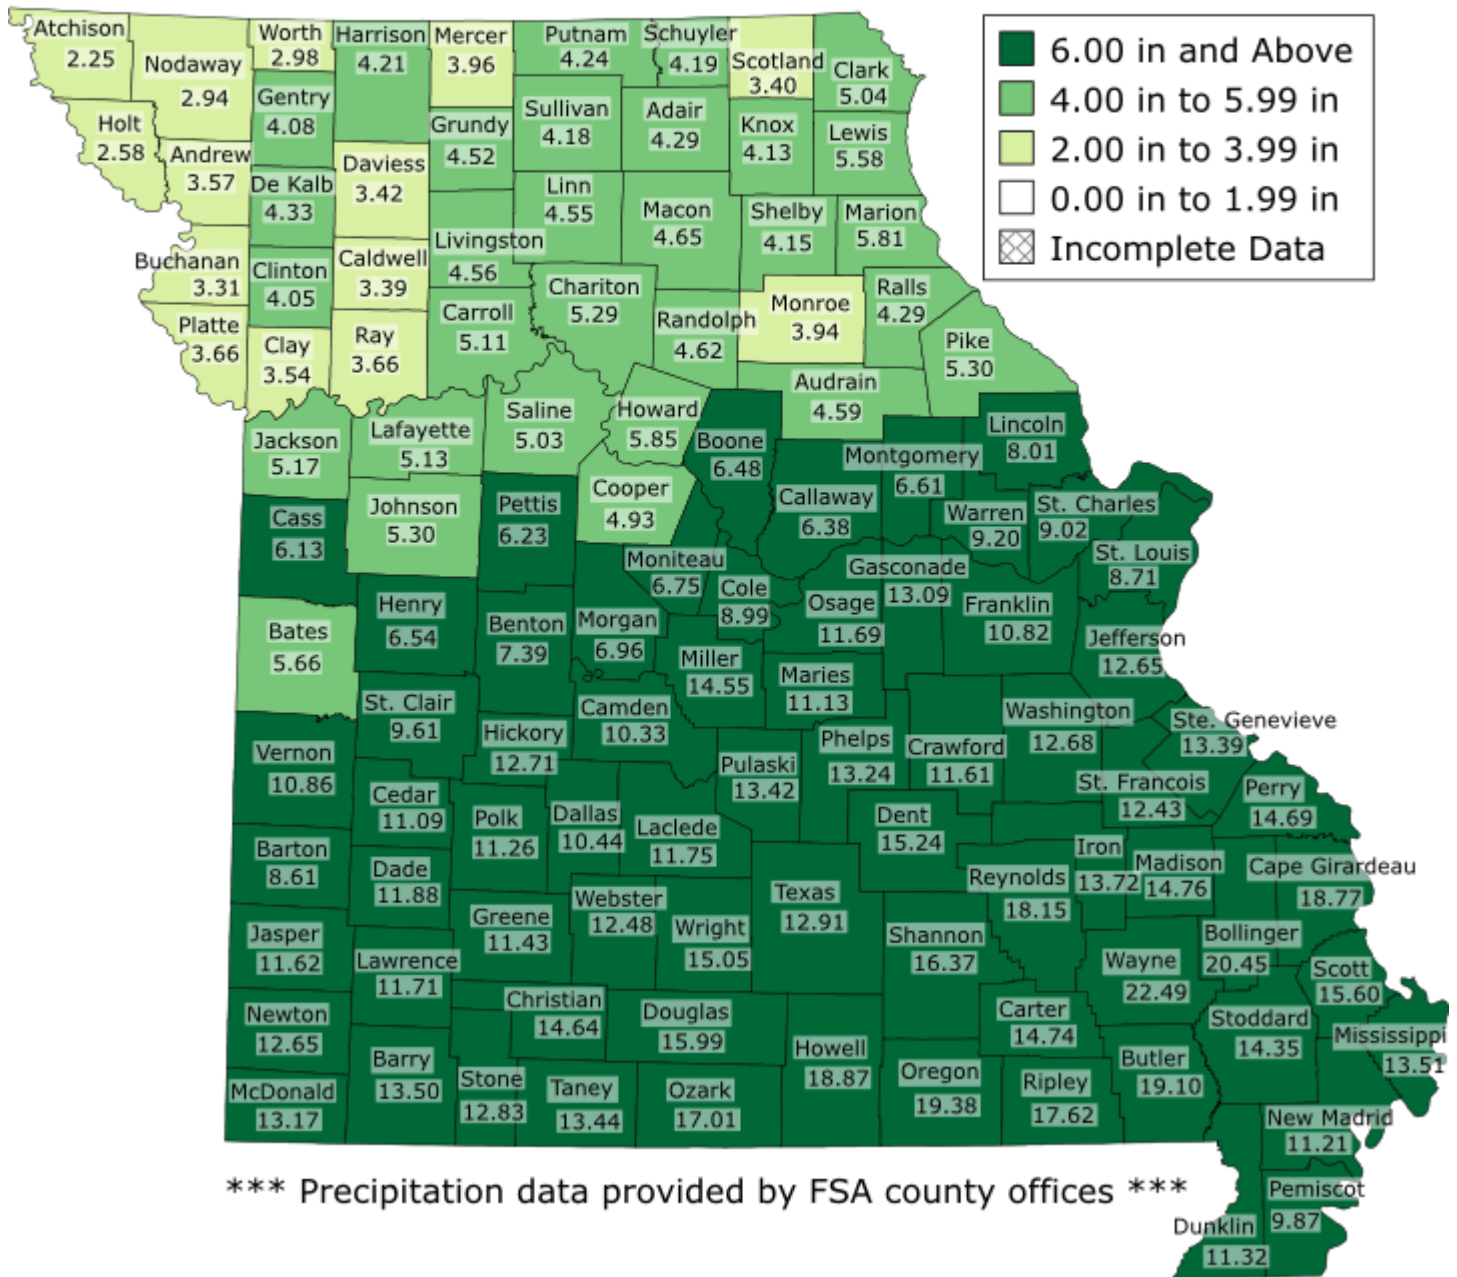 6.00 in and Above
4.00 in to 5.99 in
2.00 in to 3.99 in
0.00 in to 1.99 in
Incomplete Data
Atchison
2.25
Nodaway
2.94
Worth
2.98
Harrison
4.21
Mercer
3.96
Putnam
4.24
Schuyler
4.19
Scotland
3.40
Clark
5.04
Holt
2.58
Andrew
3.57
Gentry
4.08
De Kalb
4.33
Daviess
3.42
Grundy
4.52
Sullivan
4.18
Adair
4.29
Knox
4.13
Lewis
5.58
Linn
4.55
Macon
4.65
Shelby
4.15
Marion
5.81
Buchanan
3.31
Clinton
4.05
Caldwell
3.39
Livingston
4.56
Chariton
5.29
Randolph
4.62
Monroe
3.94
Ralls
4.29
Platte
3.66
Clay
3.54
Ray
3.66
Carroll
5.11
Pike
5.30
Audrain
4.59
Jackson
5.17
Lafayette
5.13
Saline
5.03
Howard
5.85
Boone
6.48
Callaway
6.38
Montgomery
6.61
Lincoln
8.01
Cass
6.13
Johnson
5.30
Pettis
6.23
Cooper
4.93
Moniteau
6.75
Cole
8.99
Warren
9.20
St. Charles
9.02
St. Louis
8.71
Gasconade
13.09
Osage
11.69
Franklin
10.82
Jefferson
12.65
Bates
5.66
Henry
6.54
Benton
7.39
Morgan
6.96
Miller
14.55
Maries
11.13
St. Clair
9.61
Hickory
12.71
Camden
10.33
Pulaski
13.42
Phelps
13.24
Crawford
11.61
Washington
12.68
Ste. Genevieve
13.39
St. Francois
12.43
Perry
14.69
Vernon
10.86
Cedar
11.09
Polk
11.26
Dallas
10.44
Laclede
11.75
Dent
15.24
Iron
13.72
Madison
14.76
Cape Girardeau
18.77
Barton
8.61
Dade
11.88
Greene
11.43
Webster
12.48
Wright
15.05
Texas
12.91
Reynolds
18.15
Shannon
16.37
Wayne
22.49
Bollinger
20.45
Scott
15.60
Jasper
11.62
Lawrence
11.71
Christian
14.64
Douglas
15.99
Howell
18.87
Carter
14.74
Stoddard
14.35
Mississippi
13.51
Newton
12.65
Barry
13.50
Stone
12.83
Taney
13.44
Ozark
17.01
Oregon
19.38
Ripley
17.62
Butler
19.10
McDonald
13.17
New Madrid
11.21
Pemiscot
9.87
Dunklin
11.32
*** Precipitation data provided by FSA county offices ***